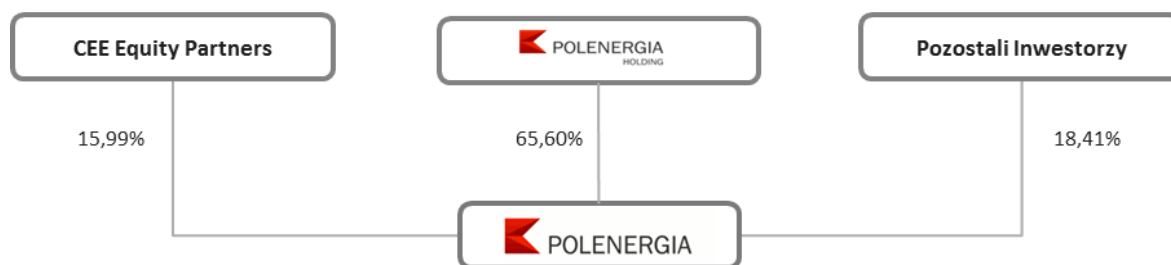 CEE Equity Partners
POLENERGIA
HOLDING
Pozostali Inwestorzy
15,99%
65,60%
18,41%
POLENERGIA